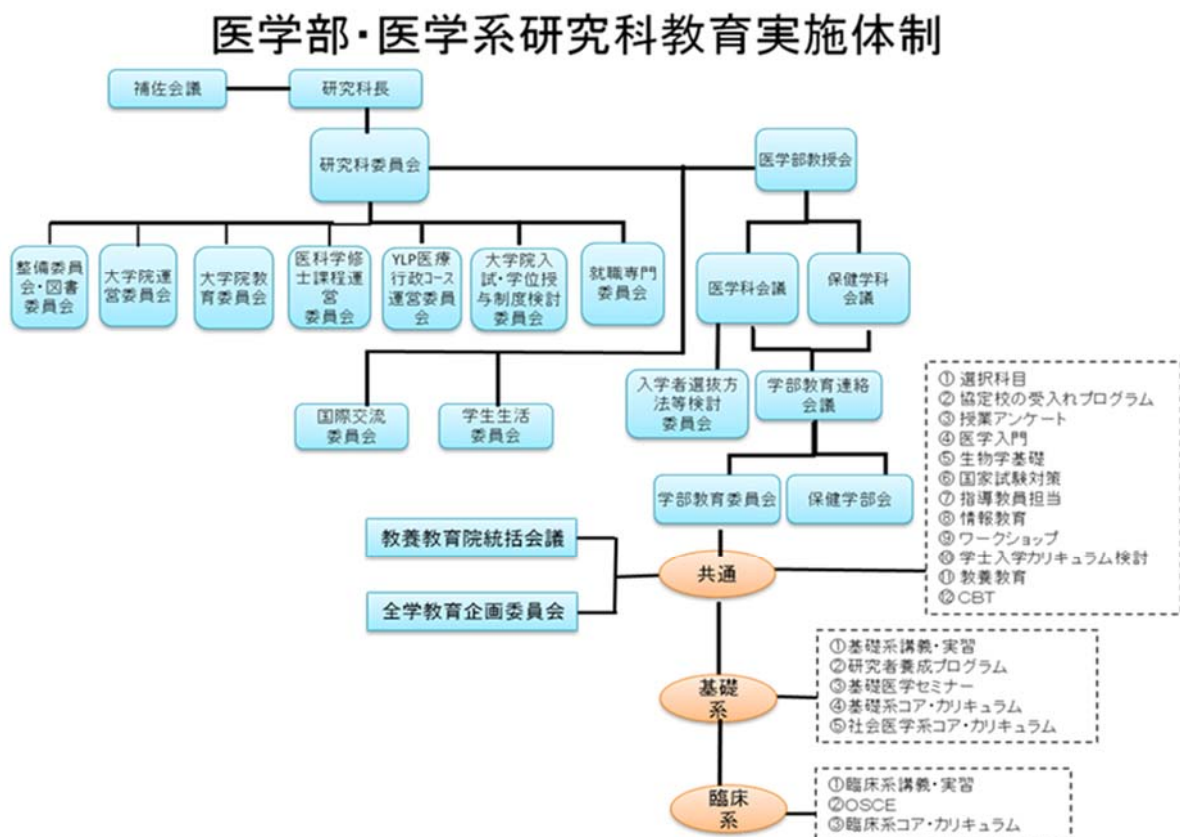 医学部・医学系研究科教育実施体制
補佐会議
研究科長
研究科委員会
医学部教授会
整備委員
会・図書
委員会
大学院運
営委員会
大学院教
育委員会
医科学修
士課程運
営
委員会
YLP医療
行政コース
運営委員
会
大学院入
試・学位授
与制度検討
委員会
就職専門
委員会
医学科会議
保健学科
会議
国際交流
委員会
学生生活
委員会
入学者選抜方
法等検討
委員会
学部教育連絡
会議
学部教育委員会
保健学部会
教養教育院統括会議
全学教育企画委員会
共通
① 選択科目
② 協定校の受入れプログラム
③ 授業アンケート
④ 医学入門
⑤ 生物学基礎
⑥ 国家試験対策
⑦ 指導教員担当
⑧ 情報教育
⑨ ワークショップ
⑩ 学士入学カリキュラム検討
⑪ 教養教育
⑫ CBT
基礎
系
①基礎系講義・実習
②研究者養成プログラム
③基礎医学セミナー
④基礎系コア・カリキュラム
⑤社会医学系コア・カリキュラム
臨床
系
①臨床系講義・実習
②OSCE
③臨床系コア・カリキュラム